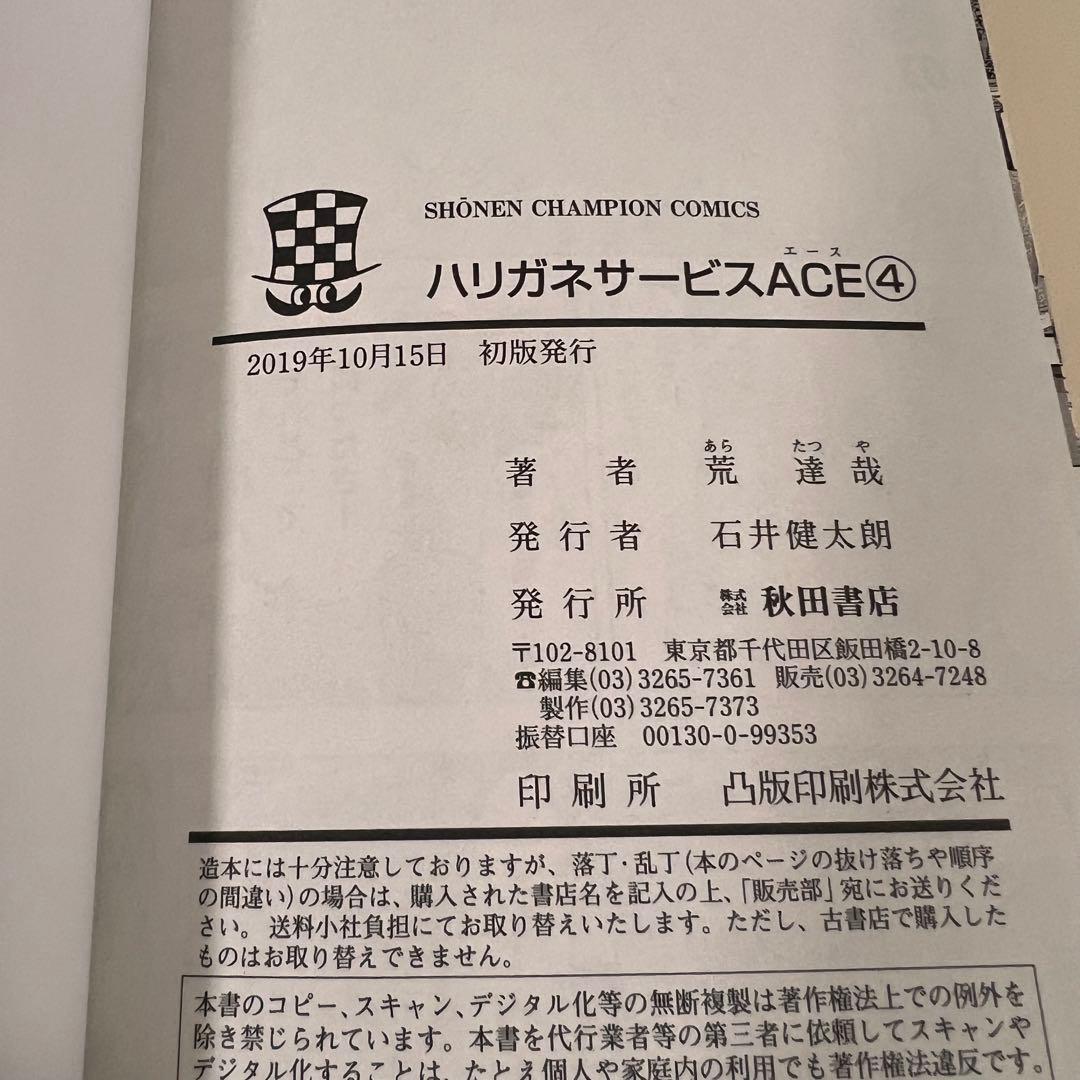 SHŌNEN CHAMPION COMICS
エース
ハリガネサービスACE④
2019年10月15日 初版発行
あら たつ や
著者 荒 達哉
発行者 石井健太朗
発行所 株式会社 秋田書店
〒102-8101 東京都千代田区飯田橋2-10-8
☎編集(03)3265-7361 販売(03)3264-7248
製作(03)3265-7373
振替口座 00130-0-99353
印刷所 凸版印刷株式会社
造本には十分注意しておりますが、落丁・乱丁(本のページの抜け落ちや順序
の間違い)の場合は、購入された書店名を記入の上、「販売部」宛にお送りくだ
さい。送料小社負担にてお取り替えいたします。ただし、古書店で購入した
ものはお取り替えできません。
本書のコピー、スキャン、デジタル化等の無断複製は著作権法上での例外を
除き禁じられています。本書を代行業者等の第三者に依頼してスキャンや
デジタル化することは、たとえ個人や家庭内の利用でも著作権法違反です。